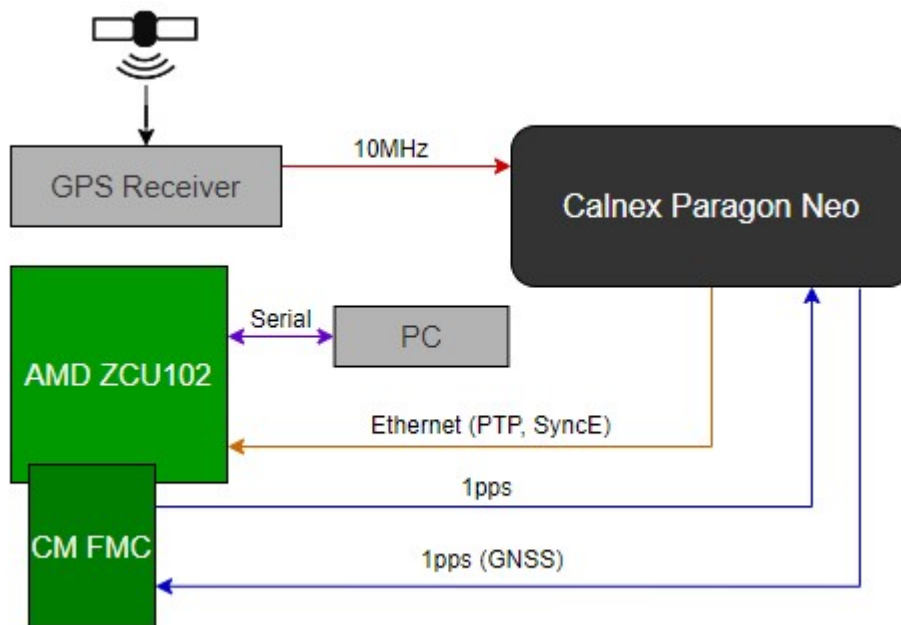 10MHz
GPS Receiver
Calnex Paragon Neo
Serial
PC
AMD ZCU102
Ethernet (PTP, SyncE)
1pps
CM FMC
1pps (GNSS)